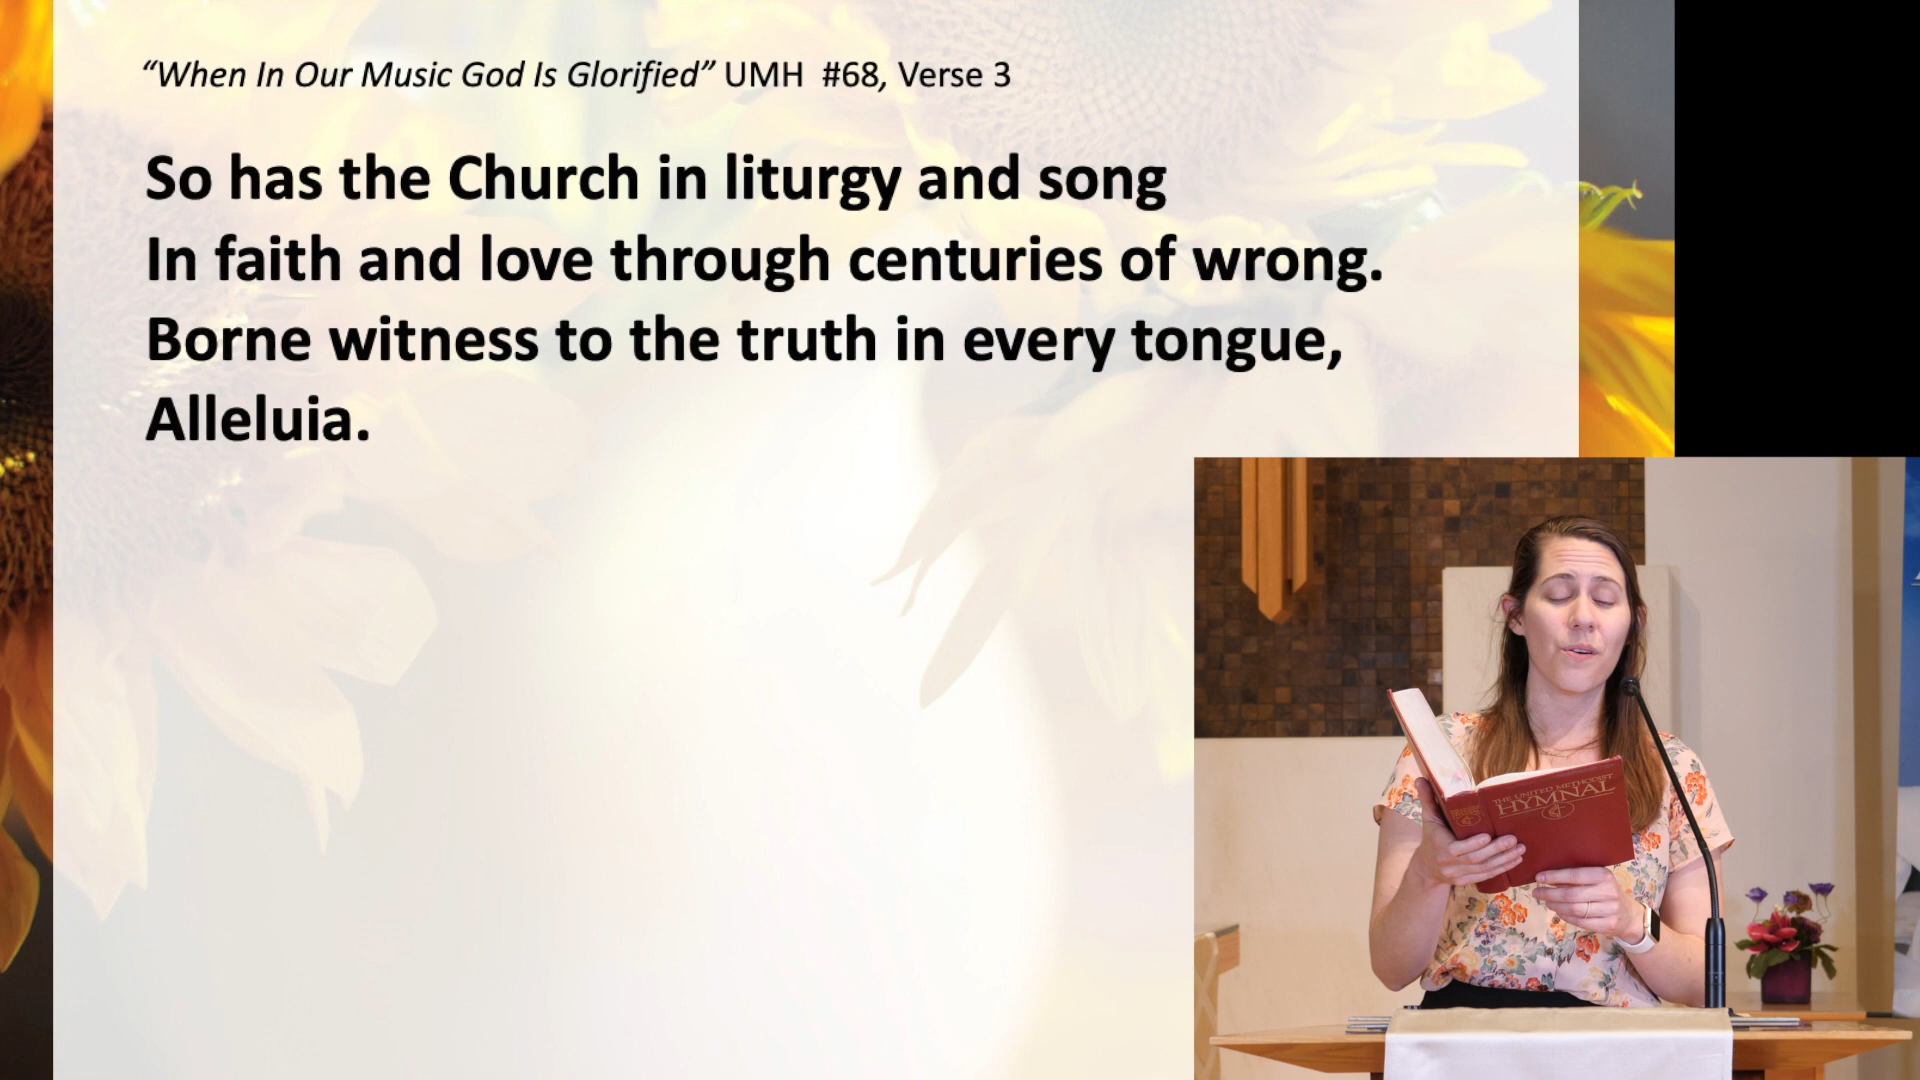 “When In Our Music God Is Glorified” UMH #68, Verse 3
So has the Church in liturgy and song
In faith and love through centuries of wrong.
Borne witness to the truth in every tongue,
Alleluia.
THE UNITED METHODIST
HYMNAL